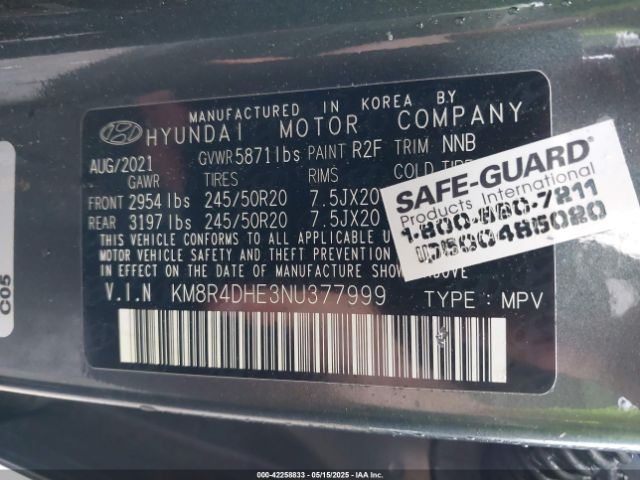 MANUFACTURED IN KOREA BY
HYUNDAI MOTOR COMPANY
AUG/2021 GVWR 5871lbs PAINT R2F TRIM NNB
GAWR TIRES RIMS COLD
FRONT 2954 lbs 245/50R20 7.5JX20
REAR 3197 lbs 245/50R20 7.5JX20
THIS VEHICLE CONFORMS TO ALL APPLICABLE
MOTOR VEHICLE SAFETY AND THEFT PREVENTION
IN EFFECT ON THE DATE OF MANUFACTURE SHOWN ABOVE
V.I.N KM8R4DHE3NU377999 TYPE : MPV
SAFE-GUARD®
Products International
1-800-880-7211
C05
000-42258833 - 05/15/2025 - IAA Inc.